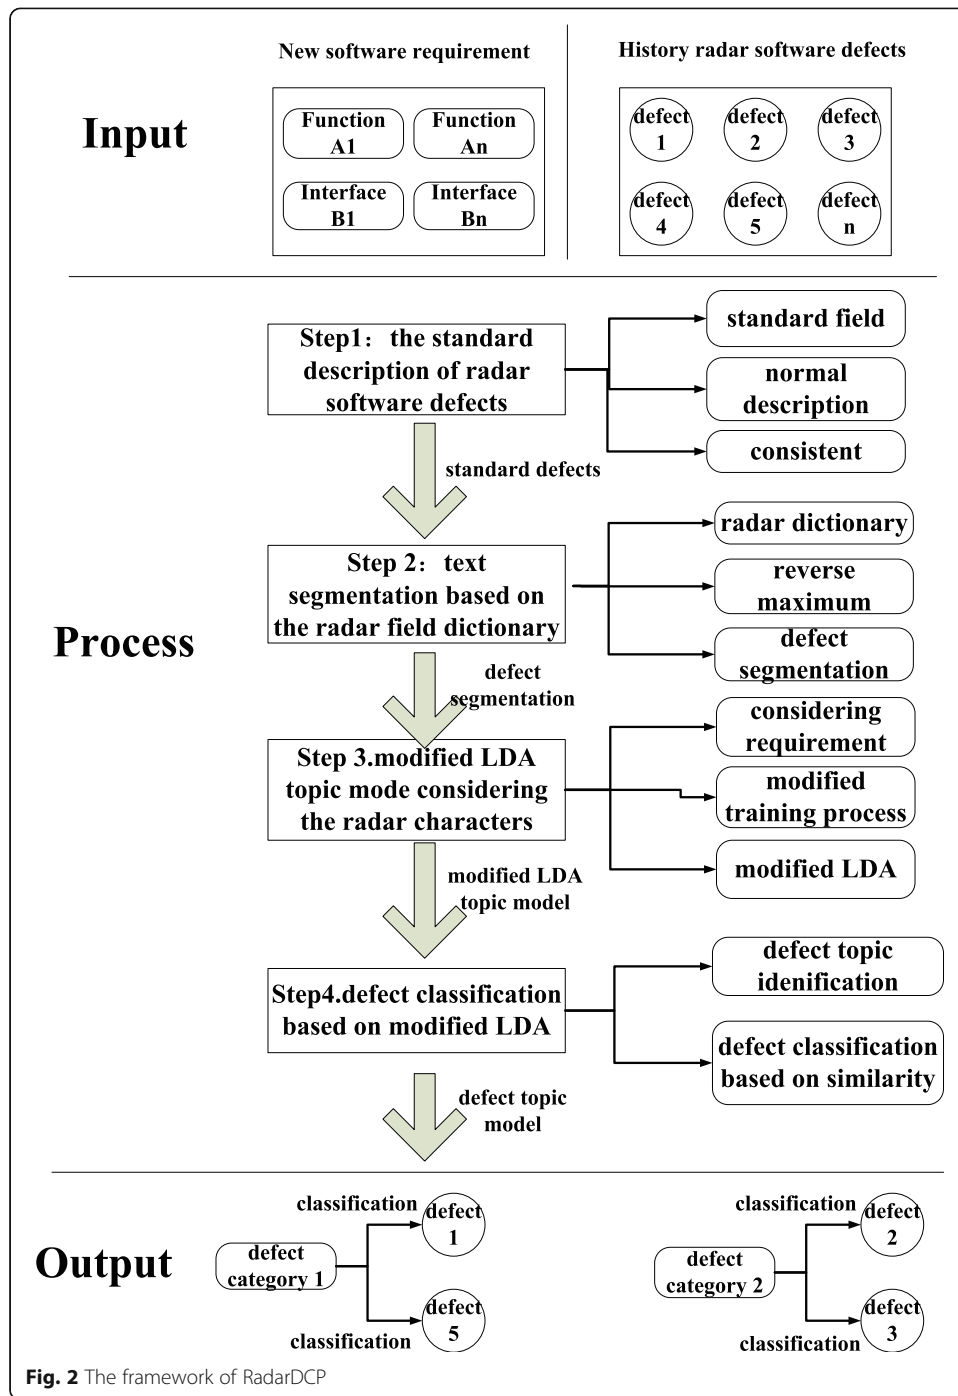 New software requirement
History radar software defects
Input
Function
A1
Function
An
Interface
B1
Interface
Bn
defect
1
defect
2
defect
3
defect
4
defect
5
defect
n
Process
Step1：the standard
description of radar
software defects
standard field
normal
description
consistent
standard defects
Step 2：text
segmentation based on
the radar field dictionary
radar dictionary
reverse
maximum
defect
segmentation
defect
segmentation
Step 3.modified LDA
topic mode considering
the radar characters
considering
requirement
modified
training process
modified LDA
modified LDA
topic model
Step4.defect classification
based on modified LDA
defect topic
idenification
defect classification
based on similarity
defect topic
model
Output
defect
category 1
classification
defect
1
classification
defect
5
defect
category 2
classification
defect
2
classification
defect
3
Fig. 2 The framework of RadarDCP